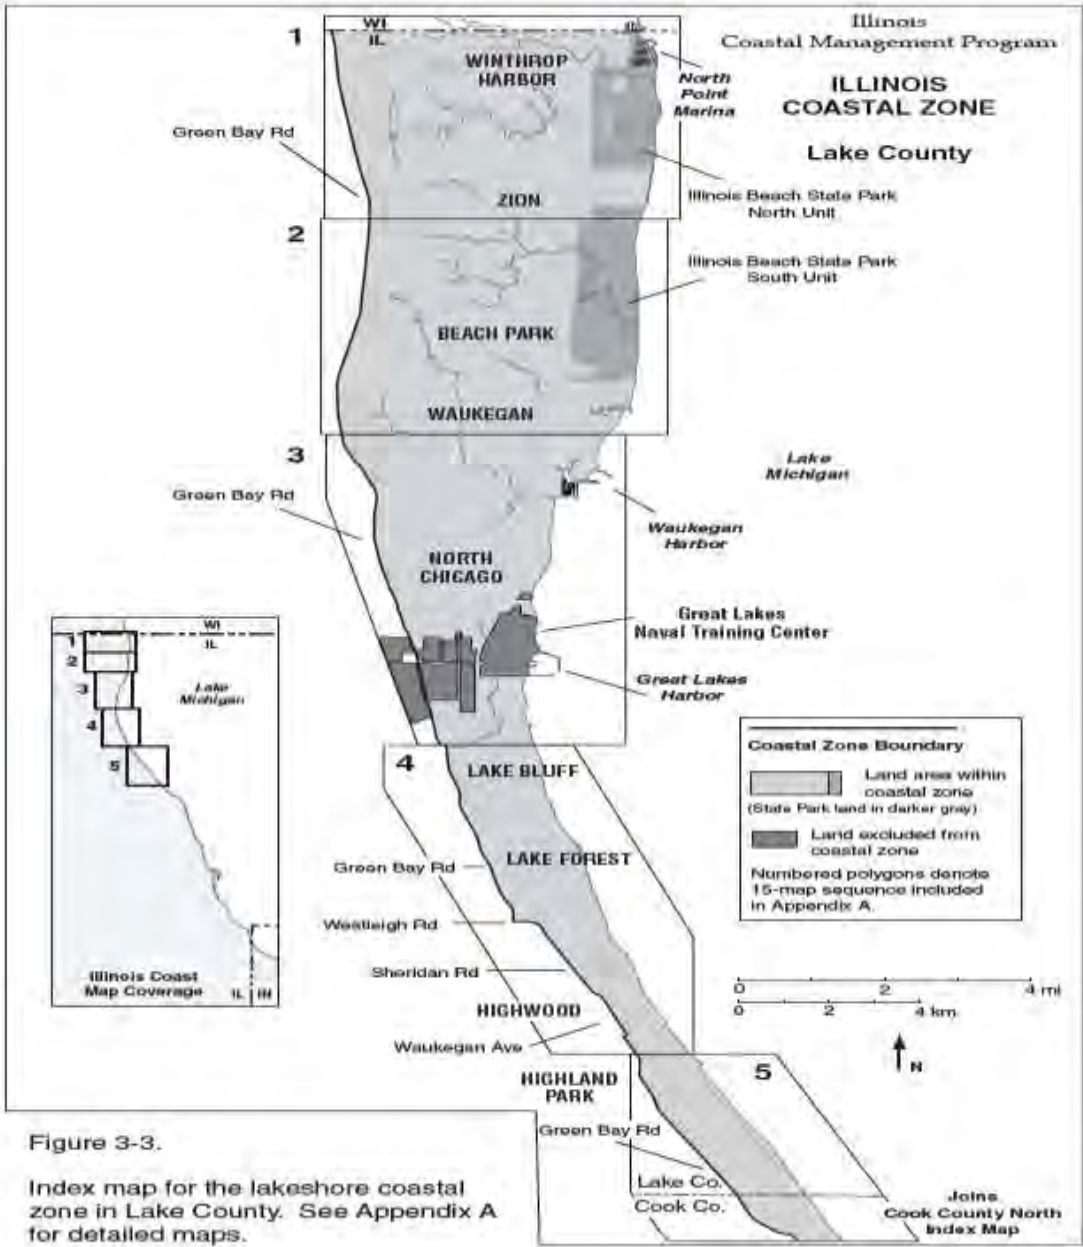 Illinois
Coastal Management Program
ILLINOIS
COASTAL ZONE
Lake County
WI
IL
IL
1
WINTHROP
HARBOR
North
Point
Marina
Green Bay Rd
Illinois Beach State Park
North Unit
ZION
2
Illinois Beach State Park
South Unit
BEACH PARK
WAUKEGAN
3
Lake
Michigan
Green Bay Rd
Waukegan
Harbor
NORTH
CHICAGO
Great Lakes
Naval Training Center
Great Lakes
Harbor
WI
IL
1
2
3
4
5
Lake
Michigan
Illinois Coast
Map Coverage
IL
IN
4
LAKE BLUFF
LAKE FOREST
Green Bay Rd
Westleigh Rd
Sheridan Rd
HIGHWOOD
Waukegan Ave
Coastal Zone Boundary
Land area within
coastal zone
(State Park land in darker gray)
Land excluded from
coastal zone
Numbered polygons denote
15-map sequence included
in Appendix A.
0 2 4 mi
0 2 4 km
N
5
HIGHLAND
PARK
Green Bay Rd
Lake Co.
Cook Co.
Joins
Cook County North
Index Map
Figure 3-3.
Index map for the lakeshore coastal
zone in Lake County. See Appendix A
for detailed maps.